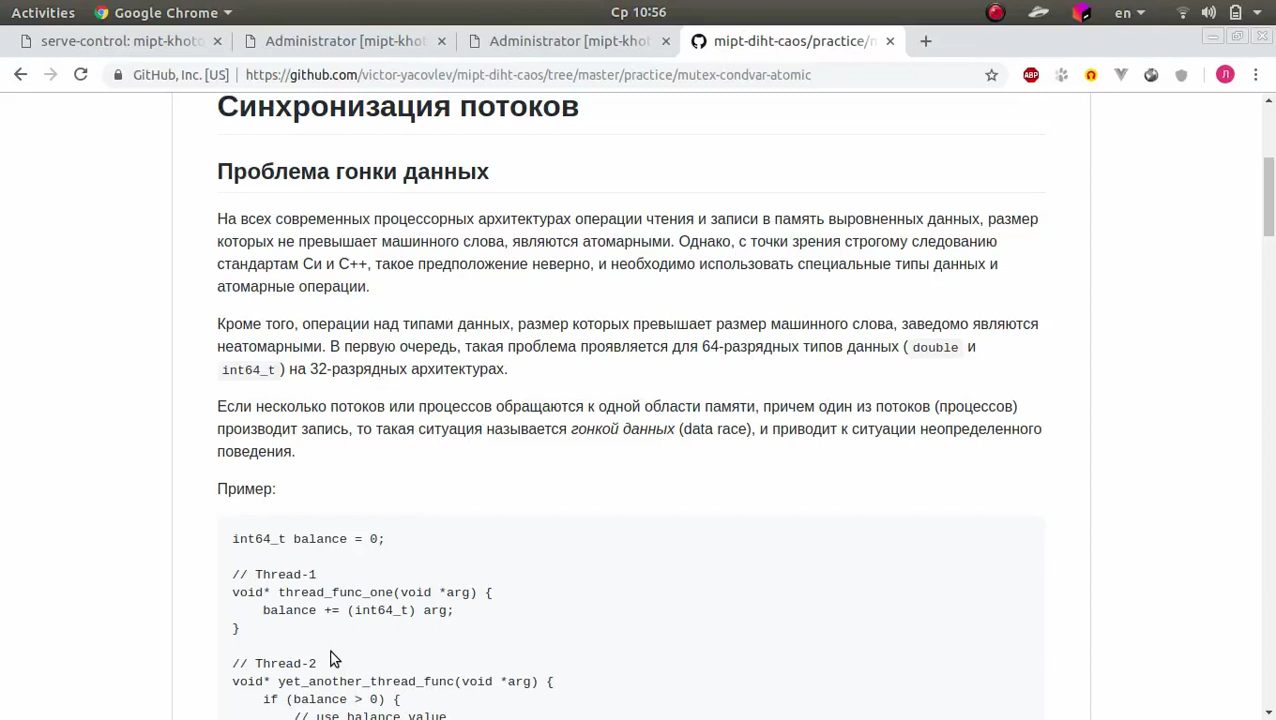 Activities Google Chrome Ср 10:56 en
serve-control: mipt-khoto Administrator [mipt-khot Administrator [mipt-khot mipt-diht-caos/practice/m
GitHub, Inc. [US] https://github.com/victor-yacovlev/mipt-diht-caos/tree/master/practice/mutex-condvar-atomic ABP Л
Синхронизация потоков
Проблема гонки данных
На всех современных процессорных архитектурах операции чтения и записи в память выровненных данных, размер
которых не превышает машинного слова, являются атомарными. Однако, с точки зрения строгому следованию
стандартам Си и C++, такое предположение неверно, и необходимо использовать специальные типы данных и
атомарные операции.
Кроме того, операции над типами данных, размер которых превышает размер машинного слова, заведомо являются
неатомарными. В первую очередь, такая проблема проявляется для 64-разрядных типов данных ( double и
int64_t ) на 32-разрядных архитектурах.
Если несколько потоков или процессов обращаются к одной области памяти, причем один из потоков (процессов)
производит запись, то такая ситуация называется гонкой данных (data race), и приводит к ситуации неопределенного
поведения.
Пример:
int64_t balance = 0;
// Thread-1
void* thread_func_one(void *arg) {
balance += (int64_t) arg;
}
// Thread-2
void* yet_another_thread_func(void *arg) {
if (balance > 0) {
// use balance value